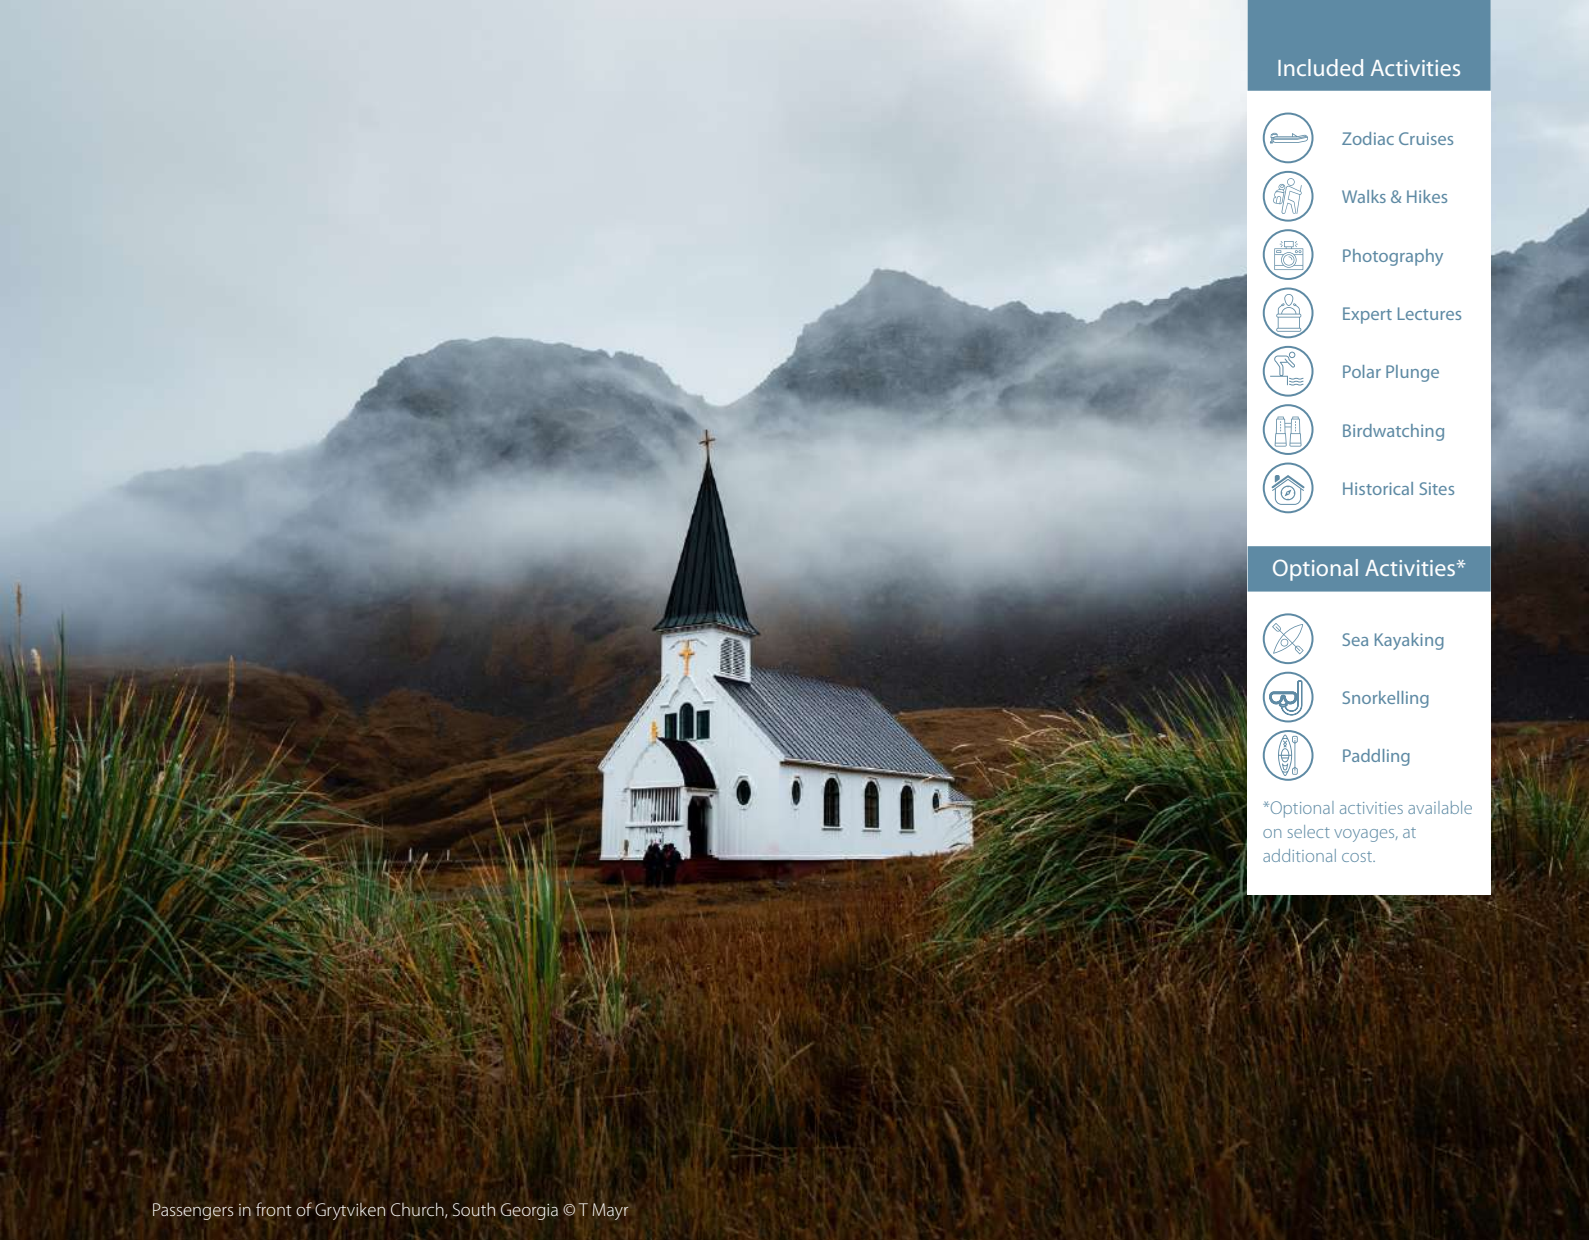 Included Activities
Zodiac Cruises
Walks & Hikes
Photography
Expert Lectures
Polar Plunge
Birdwatching
Historical Sites
Optional Activities*
Sea Kayaking
Snorkelling
Paddling
*Optional activities available
on select voyages, at
additional cost.
Passengers in front of Grytviken Church, South Georgia © T Mayr